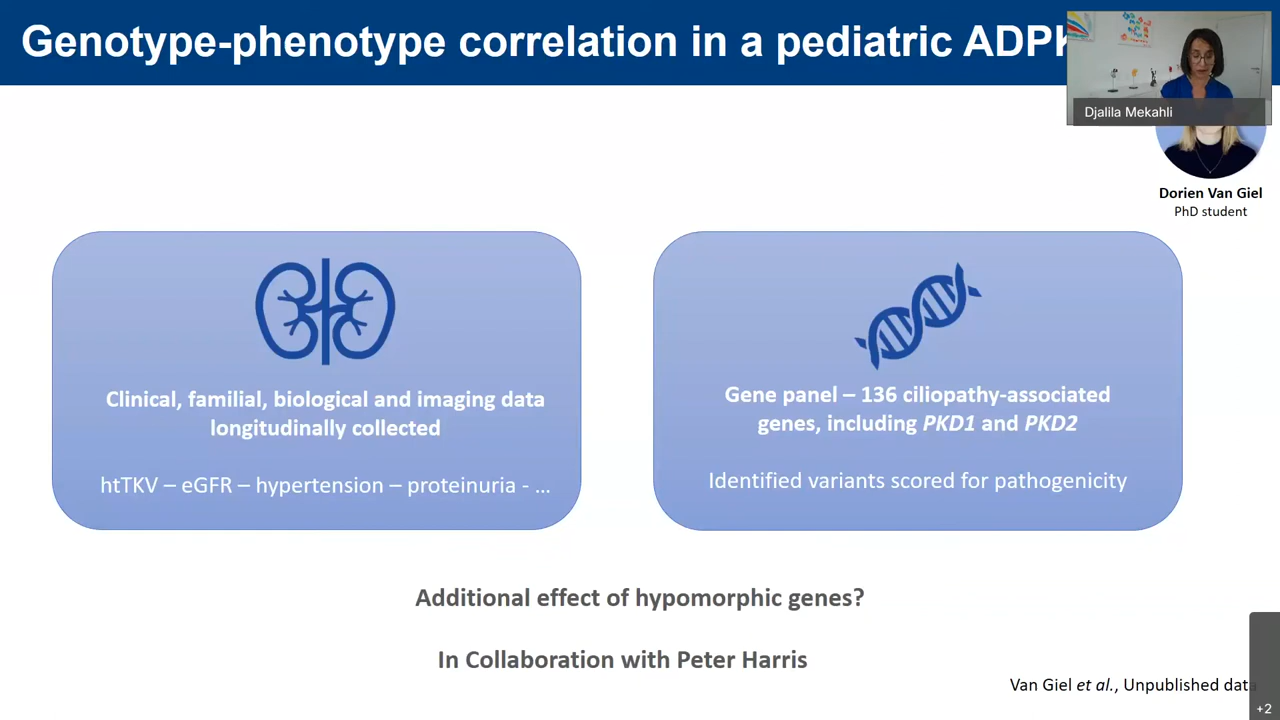 Genotype-phenotype correlation in a pediatric
Djalila Mekahli
Dorien Van Giel
PhD student
Clinical, familial, biological and imaging data
longitudinally collected
htTKV – eGFR – hypertension – proteinuria - ...
Gene panel – 136 ciliopathy-associated
genes, including PKD1 and PKD2
Identified variants scored for pathogenicity
Additional effect of hypomorphic genes?
In Collaboration with Peter Harris
Van Giel et al., Unpublished data
+2